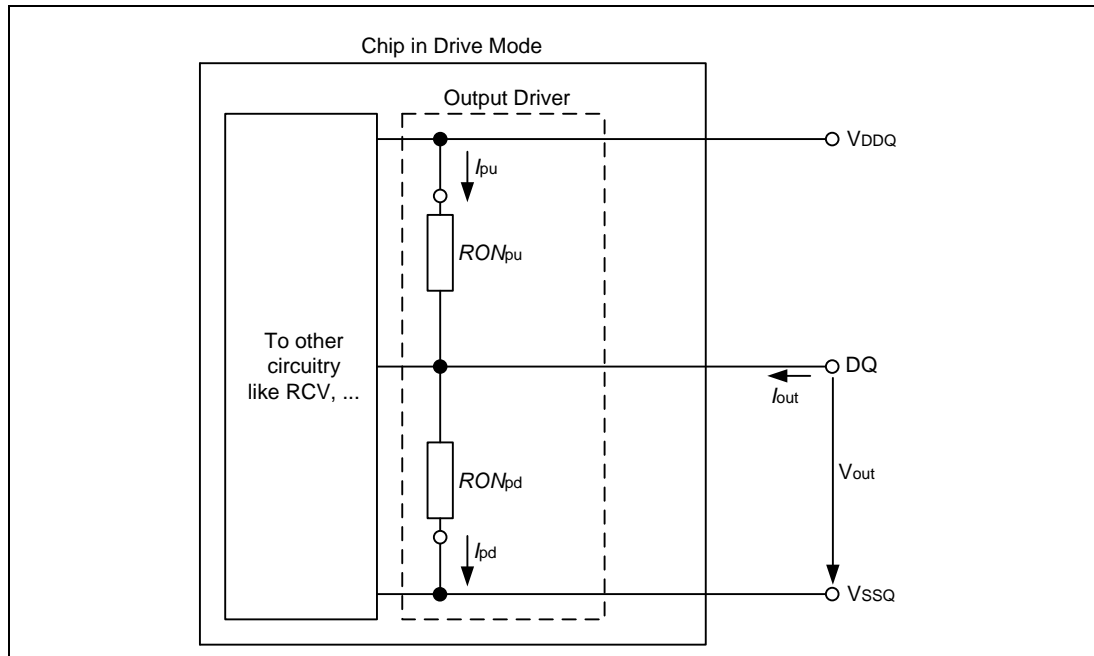 Chip in Drive Mode
Output Driver
VDDQ
Ipu
RONpu
To other
circuitry
like RCV, ...
DQ
Iout
RONpd
Vout
Ipd
VSSQ